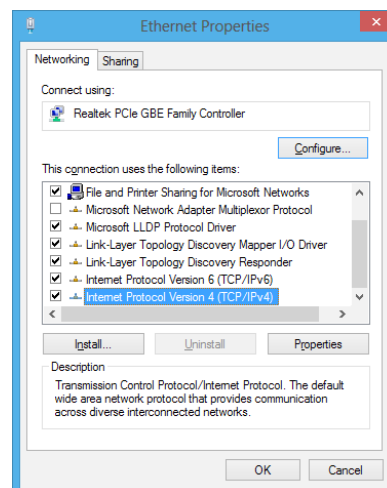 Ethernet Properties
Networking
Sharing
Connect using:
Realtek PCIe GBE Family Controller
Configure...
This connection uses the following items:
File and Printer Sharing for Microsoft Networks
Microsoft Network Adapter Multiplexor Protocol
Microsoft LLDP Protocol Driver
Link-Layer Topology Discovery Mapper I/O Driver
Link-Layer Topology Discovery Responder
Internet Protocol Version 6 (TCP/IPv6)
Internet Protocol Version 4 (TCP/IPv4)
Install...
Uninstall
Properties
Description
Transmission Control Protocol/Internet Protocol. The default
wide area network protocol that provides communication
across diverse interconnected networks.
OK
Cancel